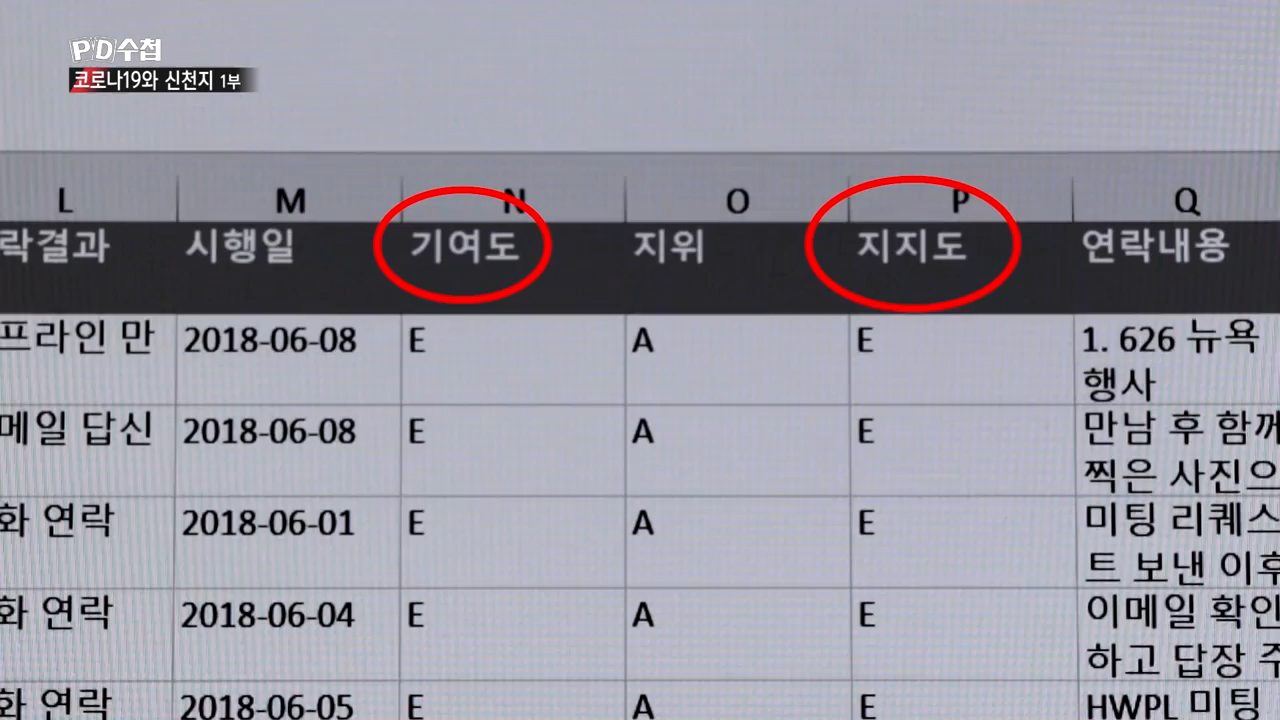 PD수첩
코로나19와 신천지 1부
L M N O P Q
락결과 시행일 기여도 지위 지지도 연락내용
프라인 만 2018-06-08 E A E 1. 626 뉴욕
행사
메일 답신 2018-06-08 E A E 만남 후 함께
찍은 사진으
화 연락 2018-06-01 E A E 미팅 리퀘스
트 보낸 이후
화 연락 2018-06-04 E A E 이메일 확인
하고 답장 주
화 연락 2018-06-05 E A E HWPL 미팅